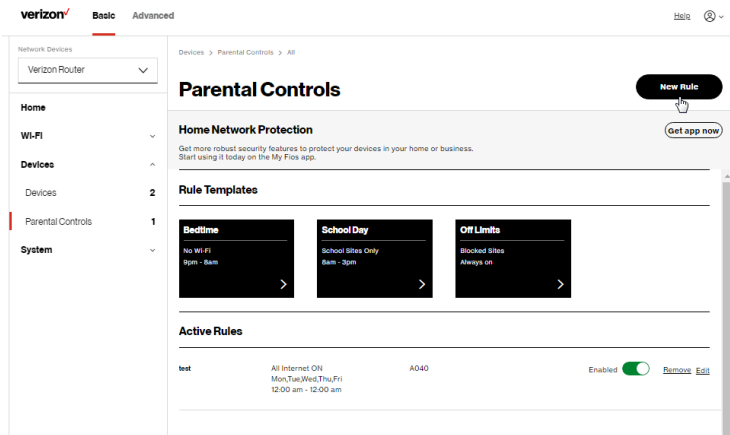 verizon
Basic
Advanced
Help
Network Devices
Verizon Router
Home
Wi-Fi
Devices
Devices 2
Parental Controls 1
System
Devices > Parental Controls > All
Parental Controls
New Rule
Home Network Protection
Get app now
Get more robust security features to protect your devices in your home or business.
Start using it today on the My Fios app.
Rule Templates
Bedtime
No Wi-Fi
9pm - 8am
School Day
School Sites Only
8am - 3pm
Off Limits
Blocked Sites
Always on
Active Rules
test
All Internet ON
Mon,Tue,Wed,Thu,Fri
12:00 am - 12:00 am
A040
Enabled
Remove Edit